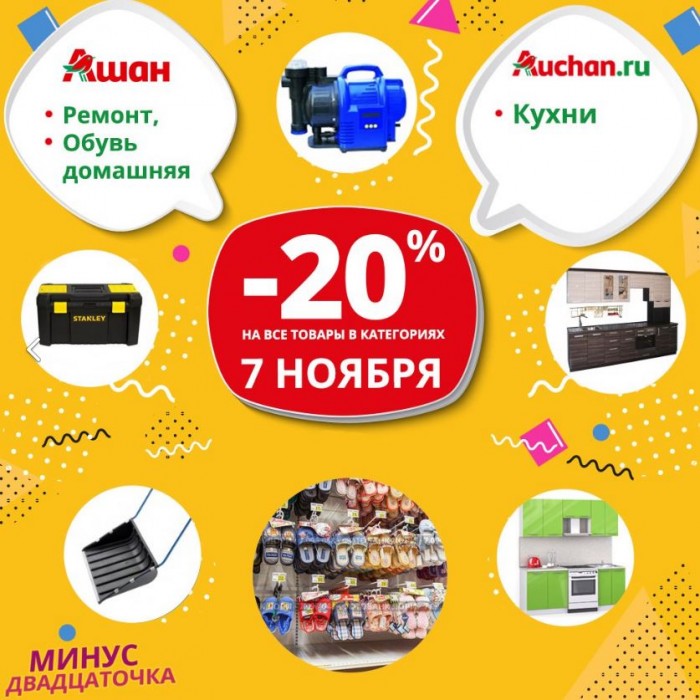 Ашан
• Ремонт,
• Обувь
домашняя
Auchan.ru
• Кухни
-20%
НА ВСЕ ТОВАРЫ В КАТЕГОРИЯХ
7 НОЯБРЯ
STANLEY
МИНУС
ДВАДЦАТОЧКА